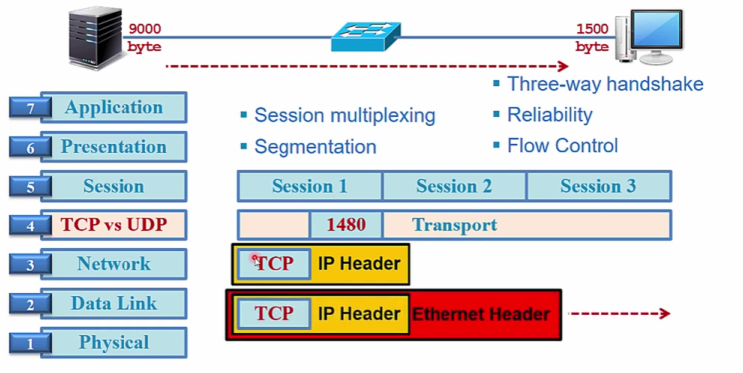 9000
byte
1500
byte
7 Application
6 Presentation
5 Session
4 TCP vs UDP
3 Network
2 Data Link
1 Physical
▪ Session multiplexing
▪ Segmentation
▪ Three-way handshake
▪ Reliability
▪ Flow Control
Session 1 Session 2 Session 3
1480 Transport
TCP IP Header
TCP IP Header Ethernet Header